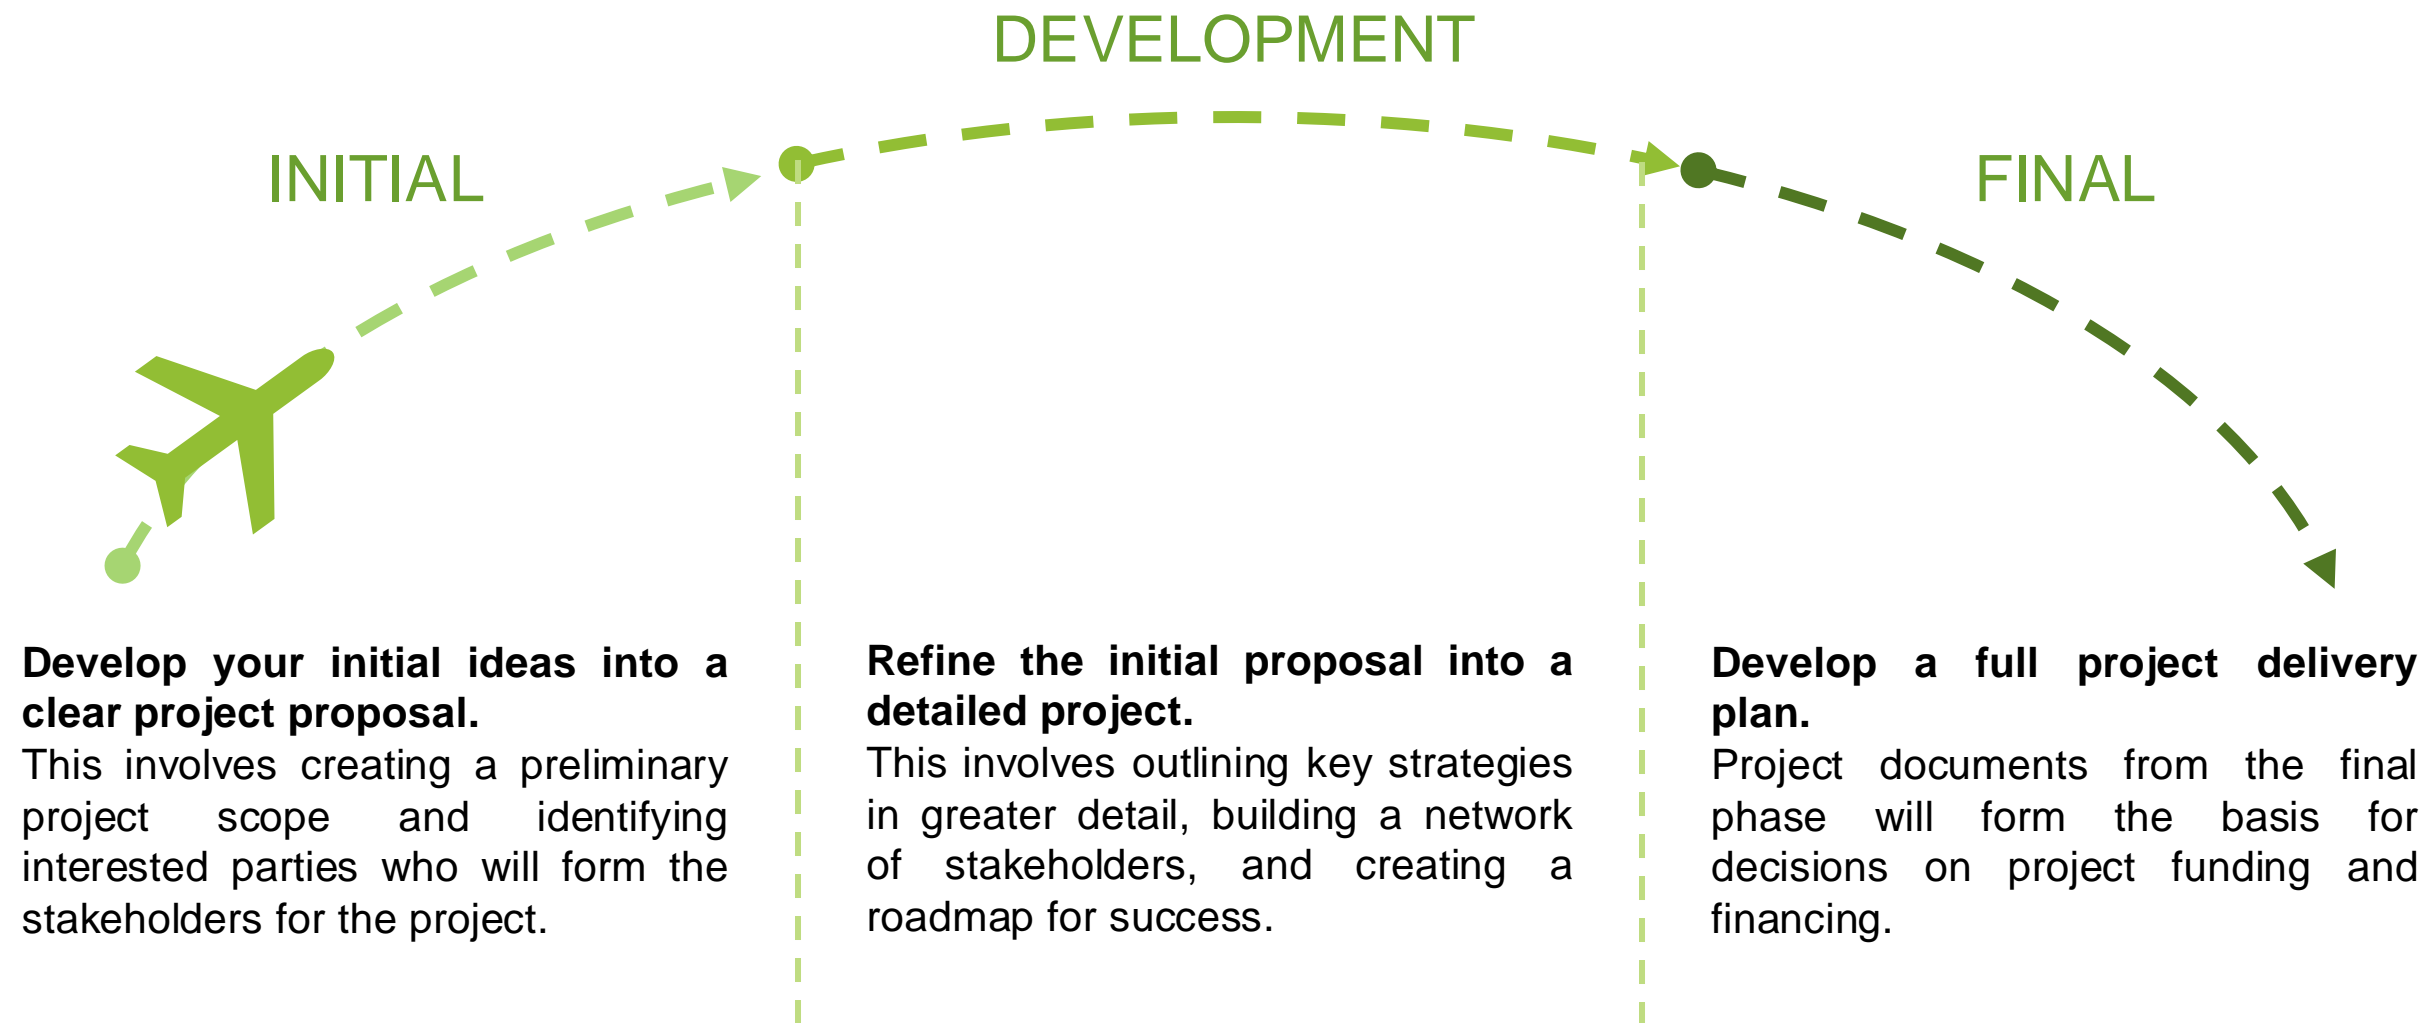 DEVELOPMENT
INITIAL
FINAL
Develop your initial ideas into a
clear project proposal.
This involves creating a preliminary
project scope and identifying
interested parties who will form the
stakeholders for the project.
Refine the initial proposal into a
detailed project.
This involves outlining key strategies
in greater detail, building a network
of stakeholders, and creating a
roadmap for success.
Develop a full project delivery
plan.
Project documents from the final
phase will form the basis for
decisions on project funding and
financing.